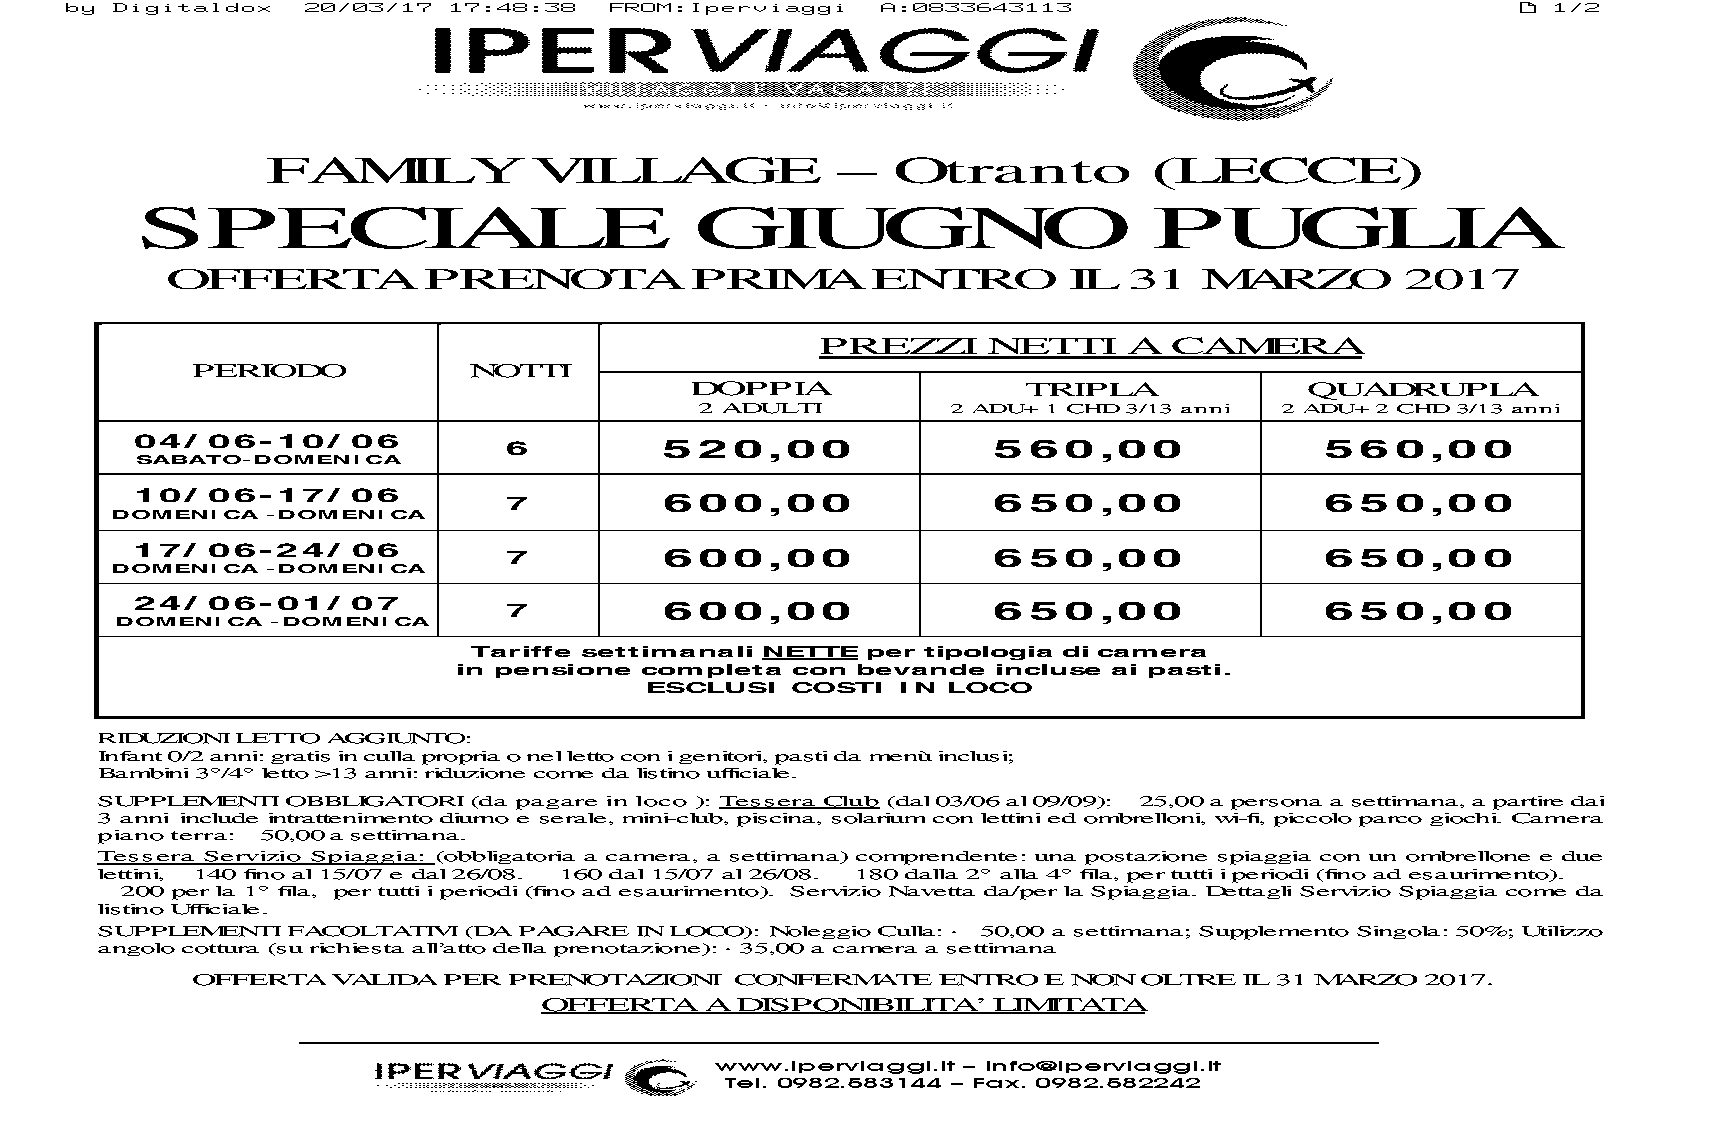 by Digitaldox 20/03/17 17:48:38 FROM:Iperviaggi A:0833643113 1/2
IPERVIAGGI
www.iperviaggi.it - info@iperviaggi.it
FAMILY VILLAGE – Otranto (LECCE)
SPECIALE GIUGNO PUGLIA
OFFERTA PRENOTA PRIMA ENTRO IL 31 MARZO 2017
PERIODO NOTTI PREZZI NETTI A CAMERA
DOPPIA TRIPLA QUADRUPLA
2 ADULTI 2 ADU+ 1 CHD 3/13 anni 2 ADU+ 2 CHD 3/13 anni
04/06-10/06 6 520,00 560,00 560,00
SABATO-DOMENICA
10/06-17/06 7 600,00 650,00 650,00
DOMENICA -DOMENICA
17/06-24/06 7 600,00 650,00 650,00
DOMENICA -DOMENICA
24/06-01/07 7 600,00 650,00 650,00
DOMENICA -DOMENICA
Tariffe settimanali NETTE per tipologia di camera
in pensione completa con bevande incluse ai pasti.
ESCLUSI COSTI IN LOCO
RIDUZIONI LETTO AGGIUNTO:
Infant 0/2 anni: gratis in culla propria o nel letto con i genitori, pasti da menù inclusi;
Bambini 3°/4° letto >13 anni: riduzione come da listino ufficiale.
SUPPLEMENTI OBBLIGATORI (da pagare in loco ): Tessera Club (dal 03/06 al 09/09): 25,00 a persona a settimana, a partire dai
3 anni include intrattenimento diurno e serale, mini-club, piscina, solarium con lettini ed ombrelloni, wi-fi, piccolo parco giochi. Camera
piano terra: 50,00 a settimana.
Tessera Servizio Spiaggia: (obbligatoria a camera, a settimana) comprendente: una postazione spiaggia con un ombrellone e due
lettini, 140 fino al 15/07 e dal 26/08. 160 dal 15/07 al 26/08. 180 dalla 2° alla 4° fila, per tutti i periodi (fino ad esaurimento).
200 per la 1° fila, per tutti i periodi (fino ad esaurimento). Servizio Navetta da/per la Spiaggia. Dettagli Servizio Spiaggia come da
listino Ufficiale.
SUPPLEMENTI FACOLTATIVI (DA PAGARE IN LOCO): Noleggio Culla: · 50,00 a settimana; Supplemento Singola: 50%; Utilizzo
angolo cottura (su richiesta all'atto della prenotazione): · 35,00 a camera a settimana
OFFERTA VALIDA PER PRENOTAZIONI CONFERMATE ENTRO E NON OLTRE IL 31 MARZO 2017.
OFFERTA A DISPONIBILITA' LIMITATA
IPERVIAGGI www.iperviaggi.it – info@iperviaggi.it
Tel. 0982.583144 – Fax. 0982.582242